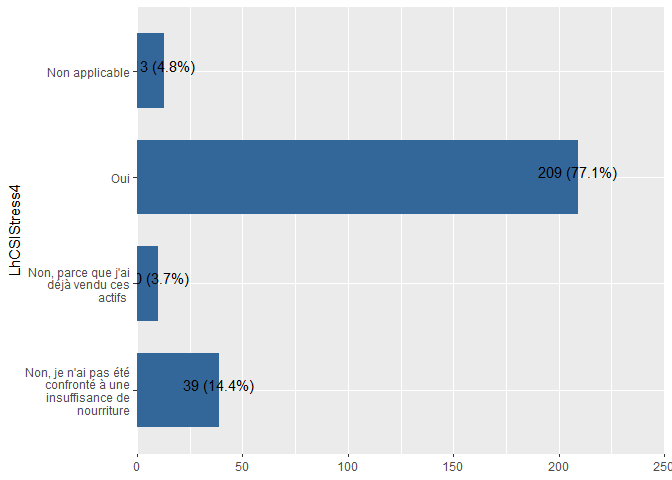 LhCSIStress4
Non applicable
3 (4.8%)
Oui
209 (77.1%)
Non, parce que j'ai
déjà vendu ces
actifs
(3.7%)
Non, je n'ai pas été
confronté à une
insuffisance de
nourriture
39 (14.4%)
0
50
100
150
200
250